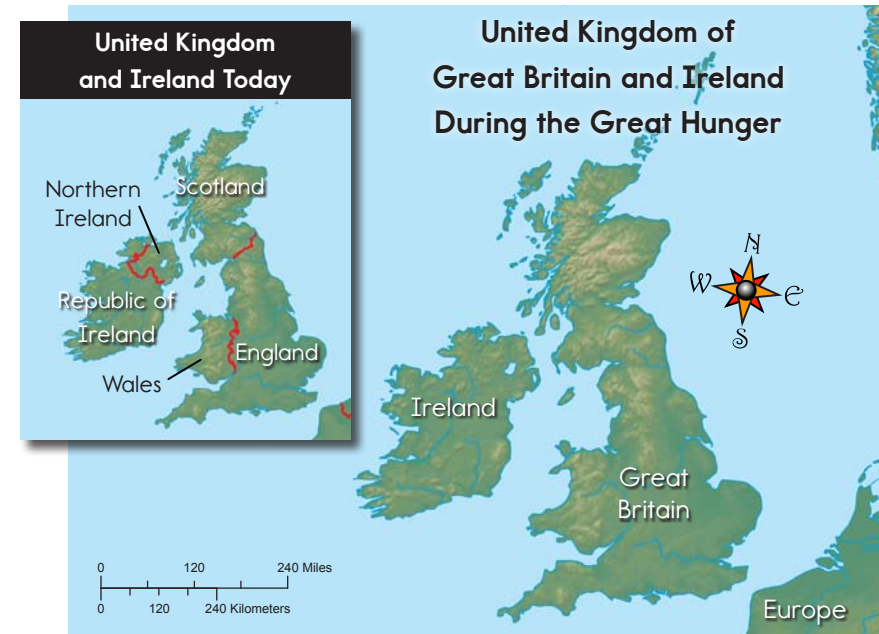 United Kingdom
and Ireland Today
Northern
Ireland
Scotland
Republic of
Ireland
England
Wales
United Kingdom of
Great Britain and Ireland
During the Great Hunger
N
W
E
S
Ireland
Great
Britain
Europe
0 120 240 Miles
0 120 240 Kilometers